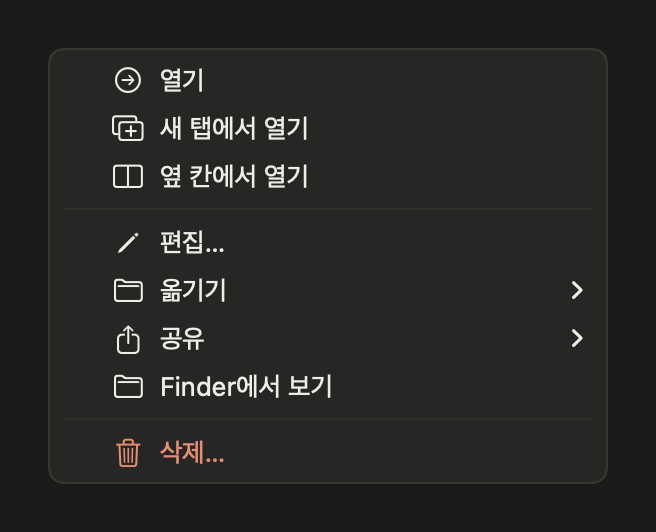 열기
새 탭에서 열기
옆 칸에서 열기
편집...
옮기기
공유
Finder에서 보기
삭제...